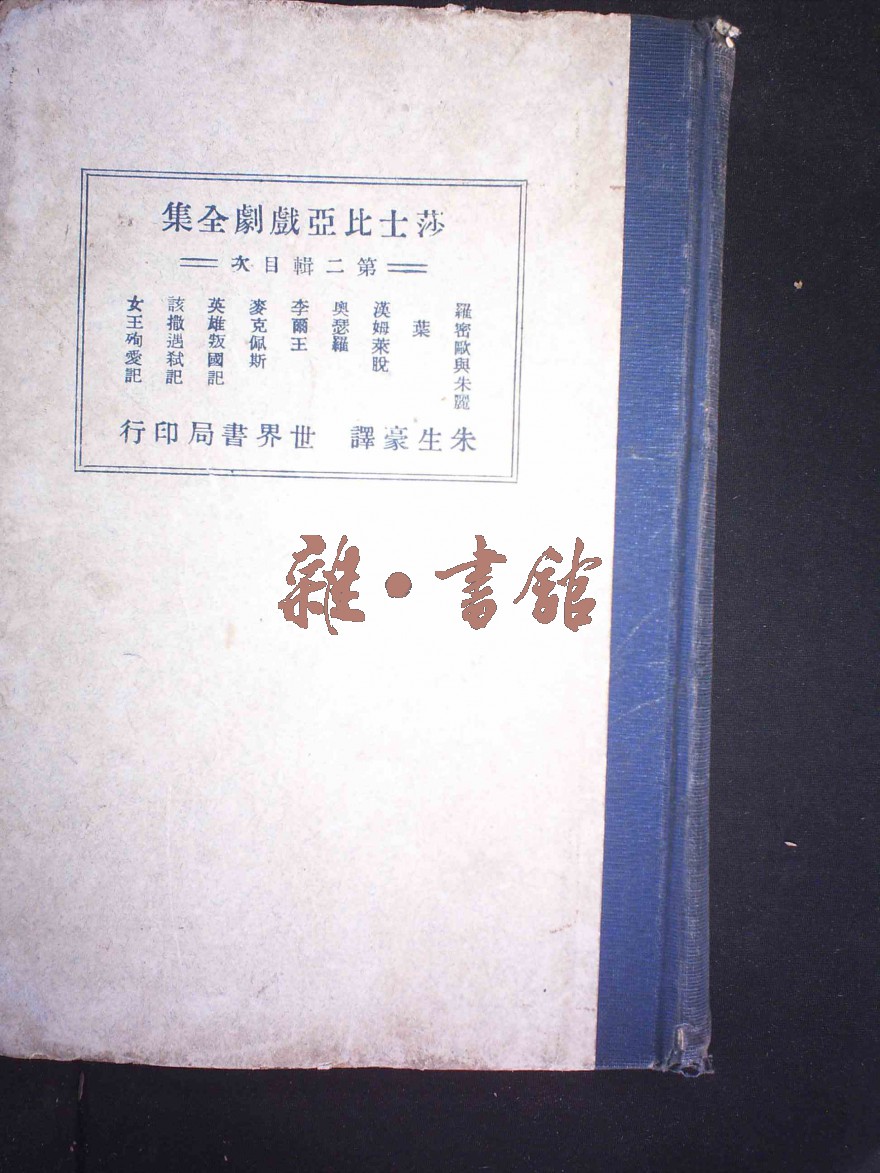 莎士比亞戲劇全集
第二輯目次
羅密歐與朱麗
葉
漢姆萊脫
奧瑟羅
李爾王
麥克佩斯
英雄叛國記
該撒遇弒記
女王殉愛記
朱生豪譯 世界書局印行
雜·書館